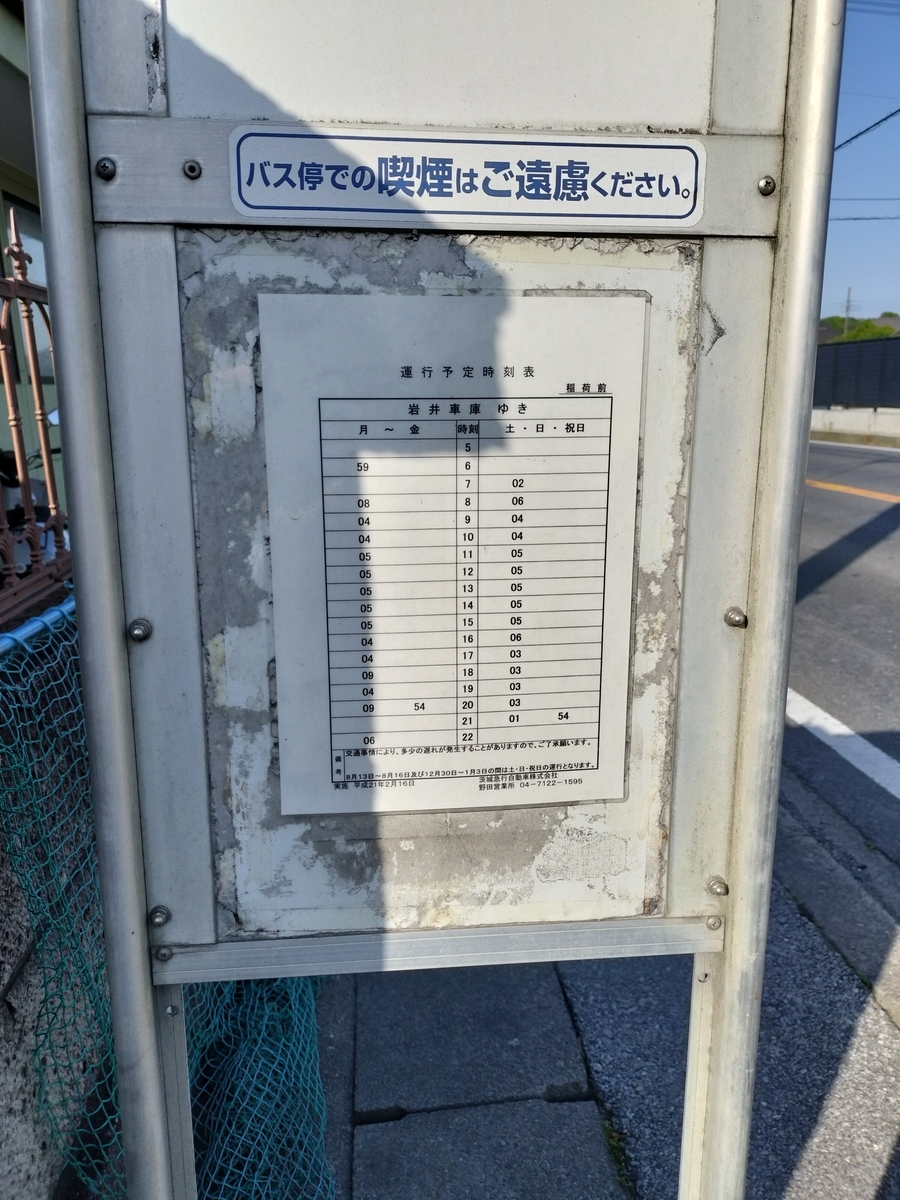 バス停での喫煙はご遠慮ください。
運行予定時刻表
稲荷前
岩井車庫 ゆき
月 ～ 金 時刻 土・日・祝日
5
59 6
7 02
08 8 06
04 9 04
04 10 04
05 11 05
05 12 05
05 13 05
05 14 05
05 15 05
04 16 06
04 17 03
09 18 03
04 19 03
09 54 20 03
21 01 54
06 22
備考
交通事情により、多少の遅れが発生することがありますので、ご了承願います。
8月13日～8月16日及び12月30日～1月3日の間は土・日・祝日の運行となります。
実施 平成21年2月16日 茨城急行自動車株式会社
野田営業所 04－7122－1595